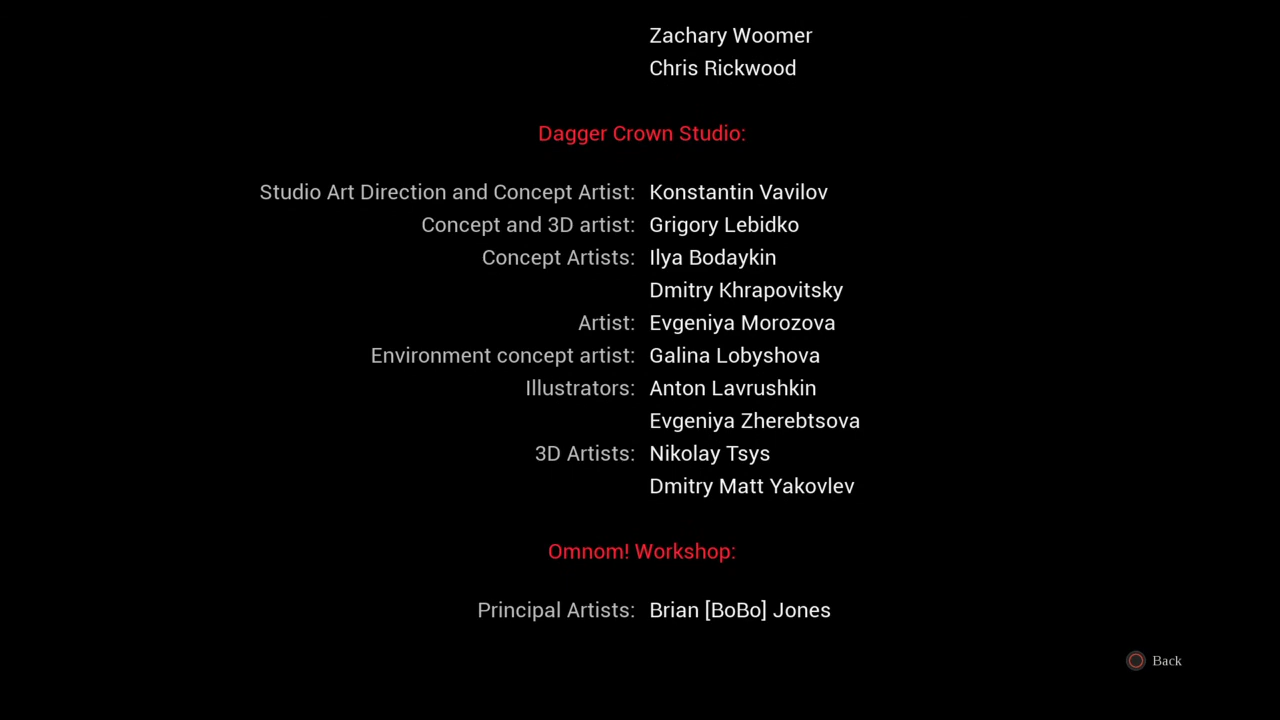 Zachary Woomer
Chris Rickwood
Dagger Crown Studio:
Studio Art Direction and Concept Artist: Konstantin Vavilov
Concept and 3D artist: Grigory Lebidko
Concept Artists: Ilya Bodaykin
Dmitry Khrapovitsky
Artist: Evgeniya Morozova
Environment concept artist: Galina Lobyshova
Illustrators: Anton Lavrushkin
Evgeniya Zherebtsova
3D Artists: Nikolay Tsys
Dmitry Matt Yakovlev
Omnom! Workshop:
Principal Artists: Brian [BoBo] Jones
Back